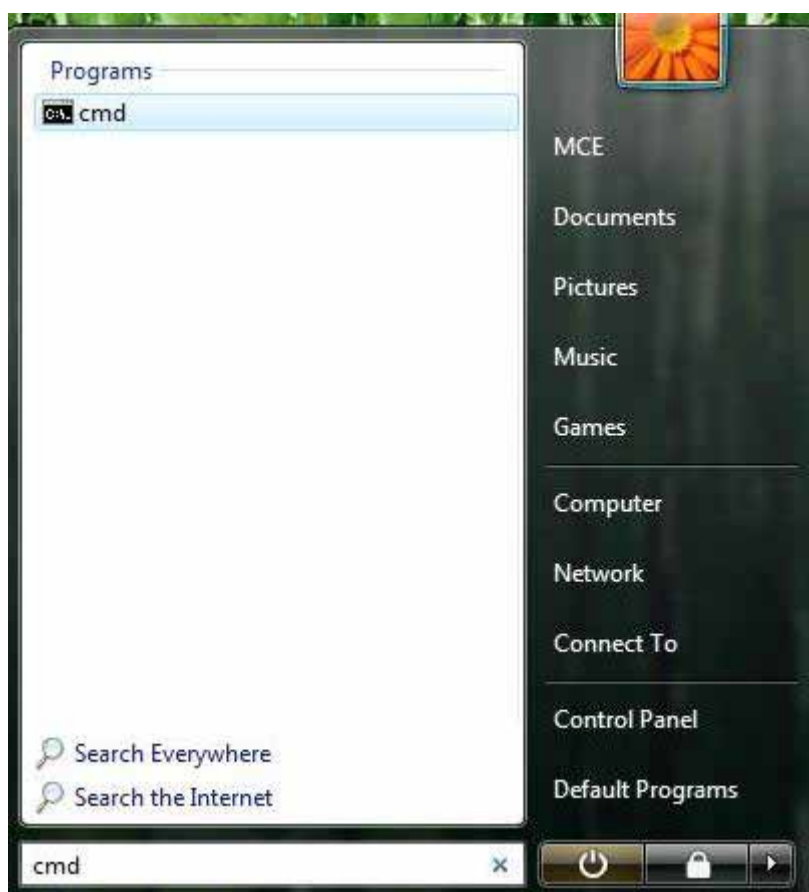 Programs
cmd
Search Everywhere
Search the Internet
cmd
MCE
Documents
Pictures
Music
Games
Computer
Network
Connect To
Control Panel
Default Programs